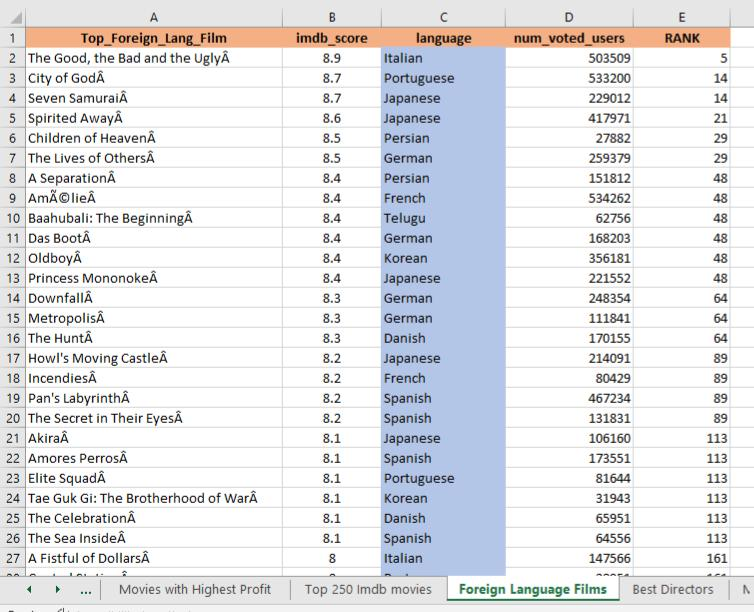 A B C D E
1 Top_Foreign_Lang_Film imdb_score language num_voted_users RANK
2 The Good, the Bad and the UglyÂ 8.9 Italian 503509 5
3 City of GodÂ 8.7 Portuguese 533200 14
4 Seven SamuraiÂ 8.7 Japanese 229012 14
5 Spirited AwayÂ 8.6 Japanese 417971 21
6 Children of HeavenÂ 8.5 Persian 27882 29
7 The Lives of OthersÂ 8.5 German 259379 29
8 A SeparationÂ 8.4 Persian 151812 48
9 AmÃ©lieÂ 8.4 French 534262 48
10 Baahubali: The BeginningÂ 8.4 Telugu 62756 48
11 Das BootÂ 8.4 German 168203 48
12 OldboyÂ 8.4 Korean 356181 48
13 Princess MononokeÂ 8.4 Japanese 221552 48
14 DownfallÂ 8.3 German 248354 64
15 MetropolisÂ 8.3 German 111841 64
16 The HuntÂ 8.3 Danish 170155 64
17 Howl's Moving CastleÂ 8.2 Japanese 214091 89
18 IncendiesÂ 8.2 French 80429 89
19 Pan's LabyrinthÂ 8.2 Spanish 467234 89
20 The Secret in Their EyesÂ 8.2 Spanish 131831 89
21 AkiraÂ 8.1 Japanese 106160 113
22 Amores PerrosÂ 8.1 Spanish 173551 113
23 Elite SquadÂ 8.1 Portuguese 81644 113
24 Tae Guk Gi: The Brotherhood of WarÂ 8.1 Korean 31943 113
25 The CelebrationÂ 8.1 Danish 65951 113
26 The Sea InsideÂ 8.1 Spanish 64556 113
27 A Fistful of DollarsÂ 8 Italian 147566 161
... Movies with Highest Profit Top 250 Imdb movies Foreign Language Films Best Directors